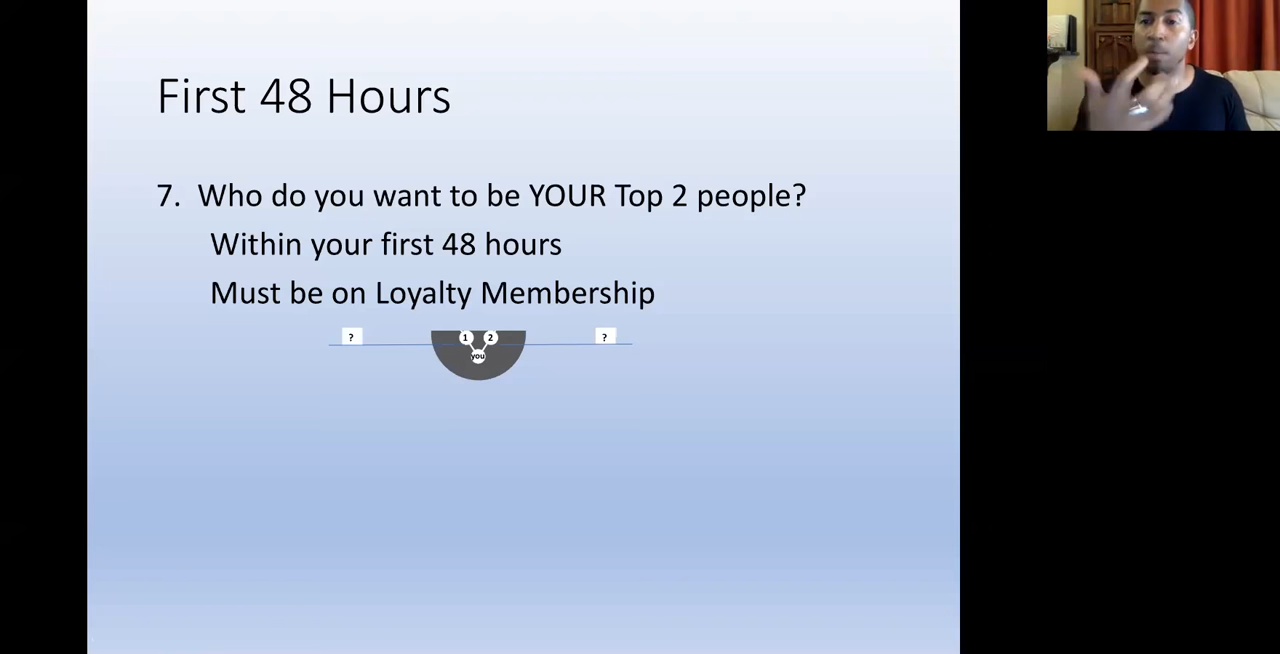 First 48 Hours
7. Who do you want to be YOUR Top 2 people?
Within your first 48 hours
Must be on Loyalty Membership
? 1 2 ?
you